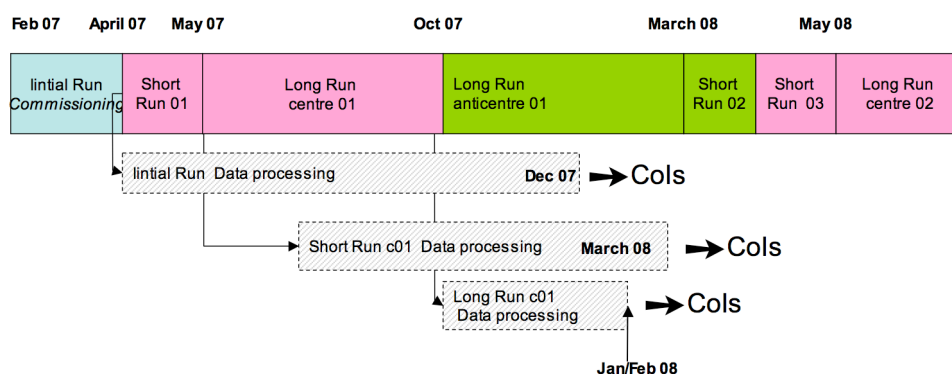 Feb 07 April 07 May 07 Oct 07 March 08 May 08
Iintial Run
Commissioning
Short
Run 01
Long Run
centre 01
Long Run
anticentre 01
Short
Run 02
Short
Run 03
Long Run
centre 02
Iintial Run Data processing Dec 07 CoIs
Short Run c01 Data processing March 08 CoIs
Long Run c01
Data processing
CoIs
Jan/Feb 08